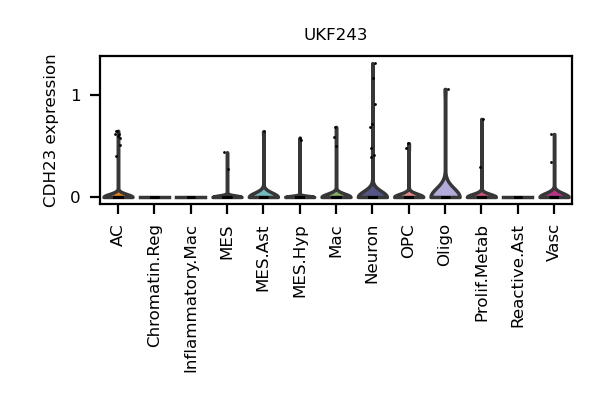 UKF243
CDH23 expression
1
0
AC
Chromatin.Reg
Inflammatory.Mac
MES
MES.Ast
MES.Hyp
Mac
Neuron
OPC
Oligo
Prolif.Metab
Reactive.Ast
Vasc